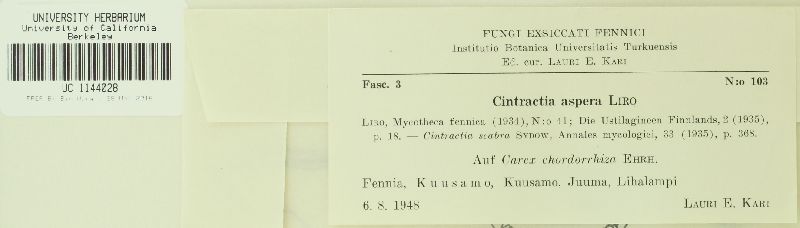 UNIVERSITY HERBARIUM
University of California
Berkeley
UC 1144028
FUNGI EXSICCATI FENNICI
Institutio Botanica Universitatis Turkuensis
Ed. cur. LAURI E. KARI
Fasc. 3 N:o 103
Cintractia aspera LIRO
LIRO, Mycotheca fennica (1934), N:o 41; Die Ustilagineen Finnlands, 2 (1935),
p. 18. — Cintractia scabra SYDOW, Annales mycologici, 33 (1935), p. 368.
Auf Carex chordorrhiza EHRH.
Fennia, Kuusamo, Kuusamo. Juuma, Lihalampi
6. 8. 1948 LAURI E. KARI